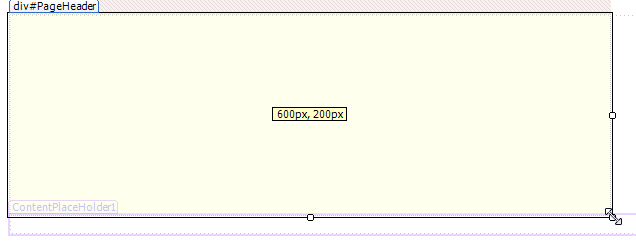 div#PageHeader
600px, 200px
ContentPlaceHolder1